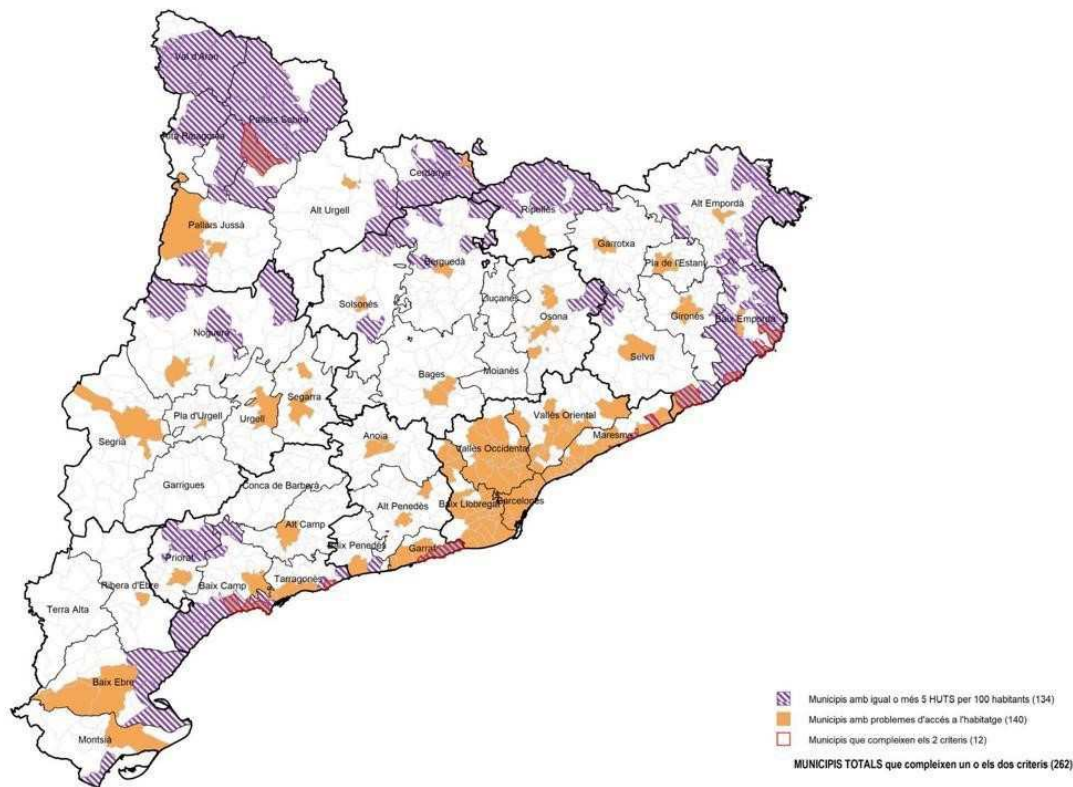 Val d'Aran
Pallars Sobirà
Alta Ribagorça
Cerdanya
Alt Urgell
Pallars Jussà
Ripollès
Alt Empordà
Garrotxa
Pla de l'Estany
Berguedà
Solsonès
Lluçanès
Osona
Gironès
Baix Empordà
Noguera
Selva
Bages
Moianès
Segarra
Pla d'Urgell
Urgell
Vallès Oriental
Maresme
Anoia
Vallès Occidental
Segrià
Garrigues
Conca de Barberà
Baix Llobregat
Barcelonès
Alt Penedès
Alt Camp
Baix Penedès
Garraf
Priorat
Tarragonès
Ribera d'Ebre
Baix Camp
Terra Alta
Baix Ebre
Montsià
Municipis amb igual o més 5 HUTS per 100 habitants (134)
Municipis amb problemes d'accés a l'habitatge (140)
Municipis que compleixen els 2 criteris (12)
MUNICIPIS TOTALS que compleixen un o els dos criteris (262)